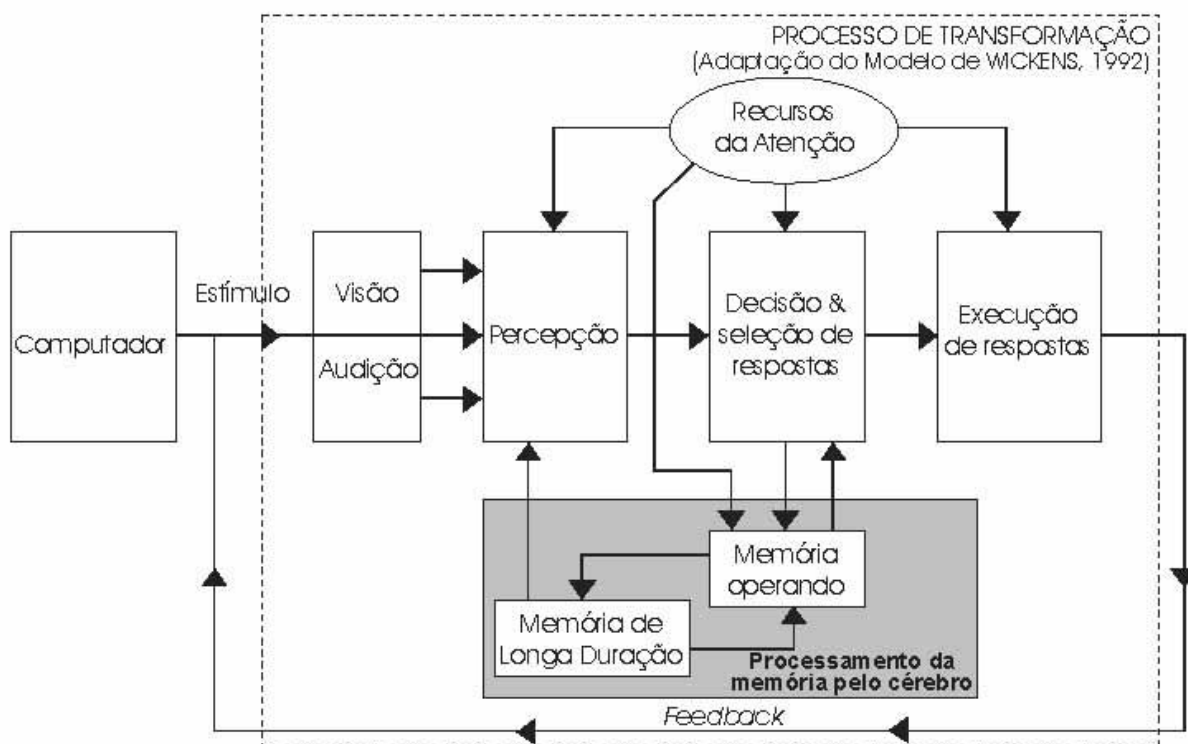 PROCESSO DE TRANSFORMAÇÃO
(Adaptação do Modelo de WICKENS, 1992)
Recursos
da Atenção
Computador
Estímulo
Visão
Audição
Percepção
Decisão &
seleção de
respostas
Execução
de respostas
Memória
operando
Memória de
Longa Duração
Processamento da
memória pelo cérebro
Feedback